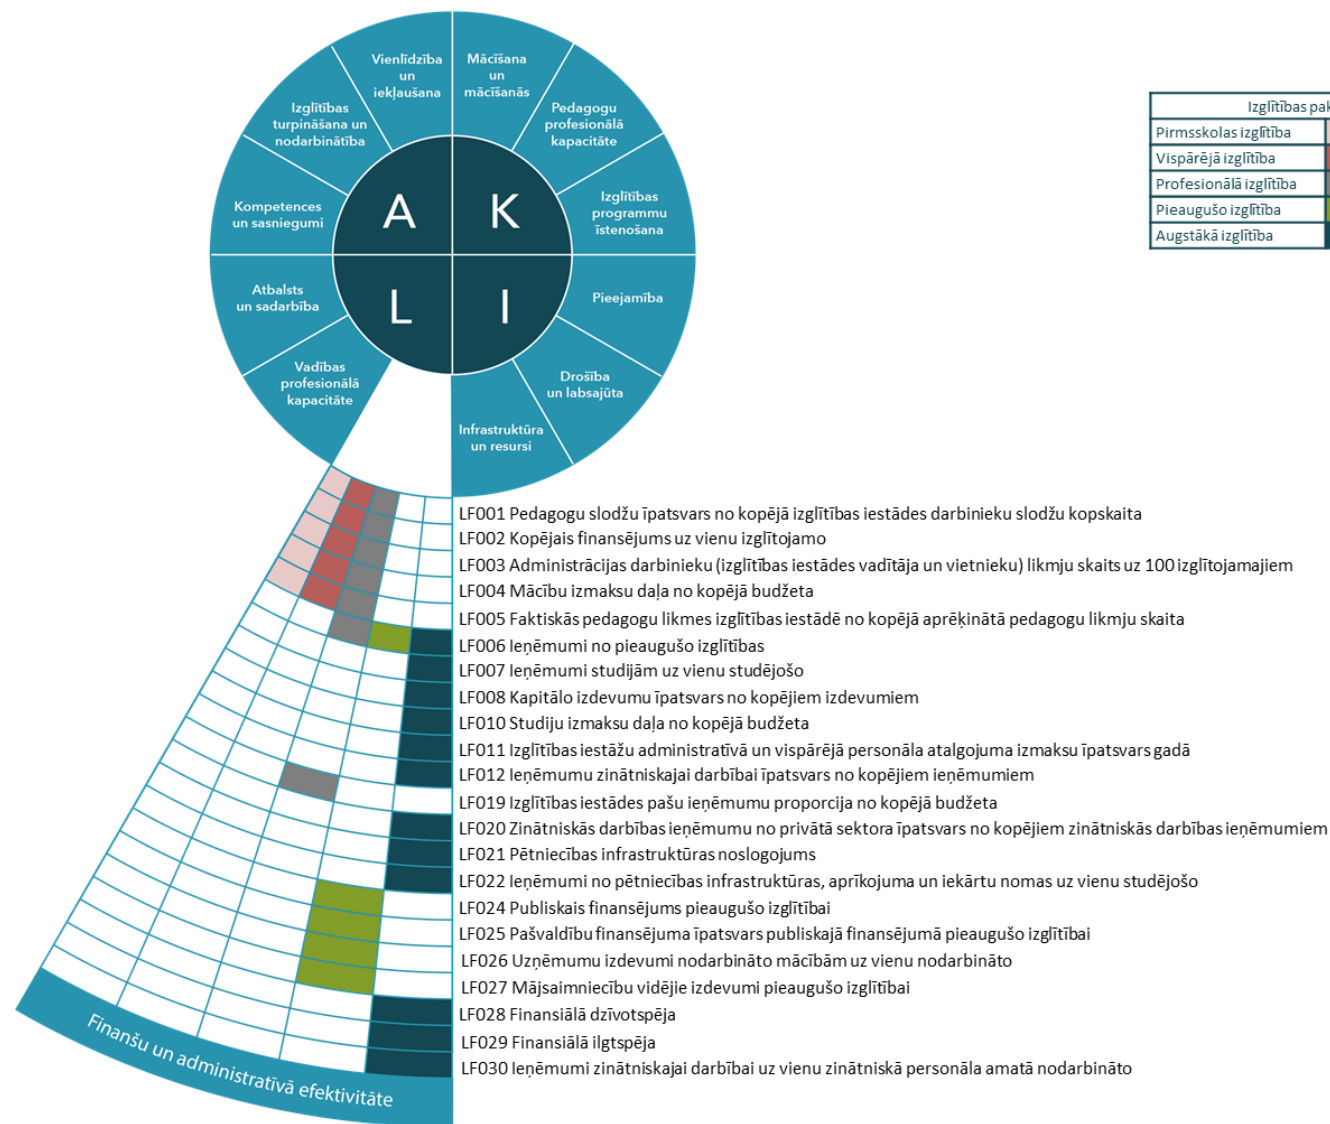 Vienlīdzība
un
iekļaušana
Mācīšana
un
mācīšanās
Izglītības
turpināšana un
nodarbinātība
Pedagogu
profesionālā
kapacitāte
Kompetences
un sasniegumi
Izglītības
programmu
īstenošana
A
K
L
I
Atbalsts
un sadarbība
Pieejamība
Vadības
profesionālā
kapacitāte
Drošība
un labsajūta
Infrastruktūra
un resursi
Izglītības pak
Pirmsskolas izglītība
Vispārējā izglītība
Profesionālā izglītība
Pieaugušo izglītība
Augstākā izglītība
LF001 Pedagogu slodžu īpatsvars no kopējā izglītības iestādes darbinieku slodžu kopskaita
LF002 Kopējais finansējums uz vienu izglītojamo
LF003 Administrācijas darbinieku (izglītības iestādes vadītāja un vietnieku) likmju skaits uz 100 izglītojamajiem
LF004 Mācību izmaksu daļa no kopējā budžeta
LF005 Faktiskās pedagogu likmes izglītības iestādē no kopējā aprēķinātā pedagogu likmju skaita
LF006 Ieņēmumi no pieaugušo izglītības
LF007 Ieņēmumi studijām uz vienu studējošo
LF008 Kapitālo izdevumu īpatsvars no kopējiem izdevumiem
LF010 Studiju izmaksu daļa no kopējā budžeta
LF011 Izglītības iestāžu administratīvā un vispārējā personāla atalgojuma izmaksu īpatsvars gadā
LF012 Ieņēmumu zinātniskajai darbībai īpatsvars no kopējiem ieņēmumiem
LF019 Izglītības iestādes pašu ieņēmumu proporcija no kopējā budžeta
LF020 Zinātniskās darbības ieņēmumu no privātā sektora īpatsvars no kopējiem zinātniskās darbības ieņēmumiem
LF021 Pētniecības infrastruktūras noslogojums
LF022 Ieņēmumi no pētniecības infrastruktūras, aprīkojuma un iekārtu nomas uz vienu studējošo
LF024 Publiskais finansējums pieaugušo izglītībai
LF025 Pašvaldību finansējuma īpatsvars publiskajā finansējumā pieaugušo izglītībai
LF026 Uzņēmumu izdevumi nodarbināto mācībām uz vienu nodarbināto
LF027 Mājsaimniecību vidējie izdevumi pieaugušo izglītībai
LF028 Finansiālā dzīvotspēja
LF029 Finansiālā ilgtspēja
LF030 Ieņēmumi zinātniskajai darbībai uz vienu zinātniskā personāla amatā nodarbināto
Finanšu un administratīvā efektivitāte